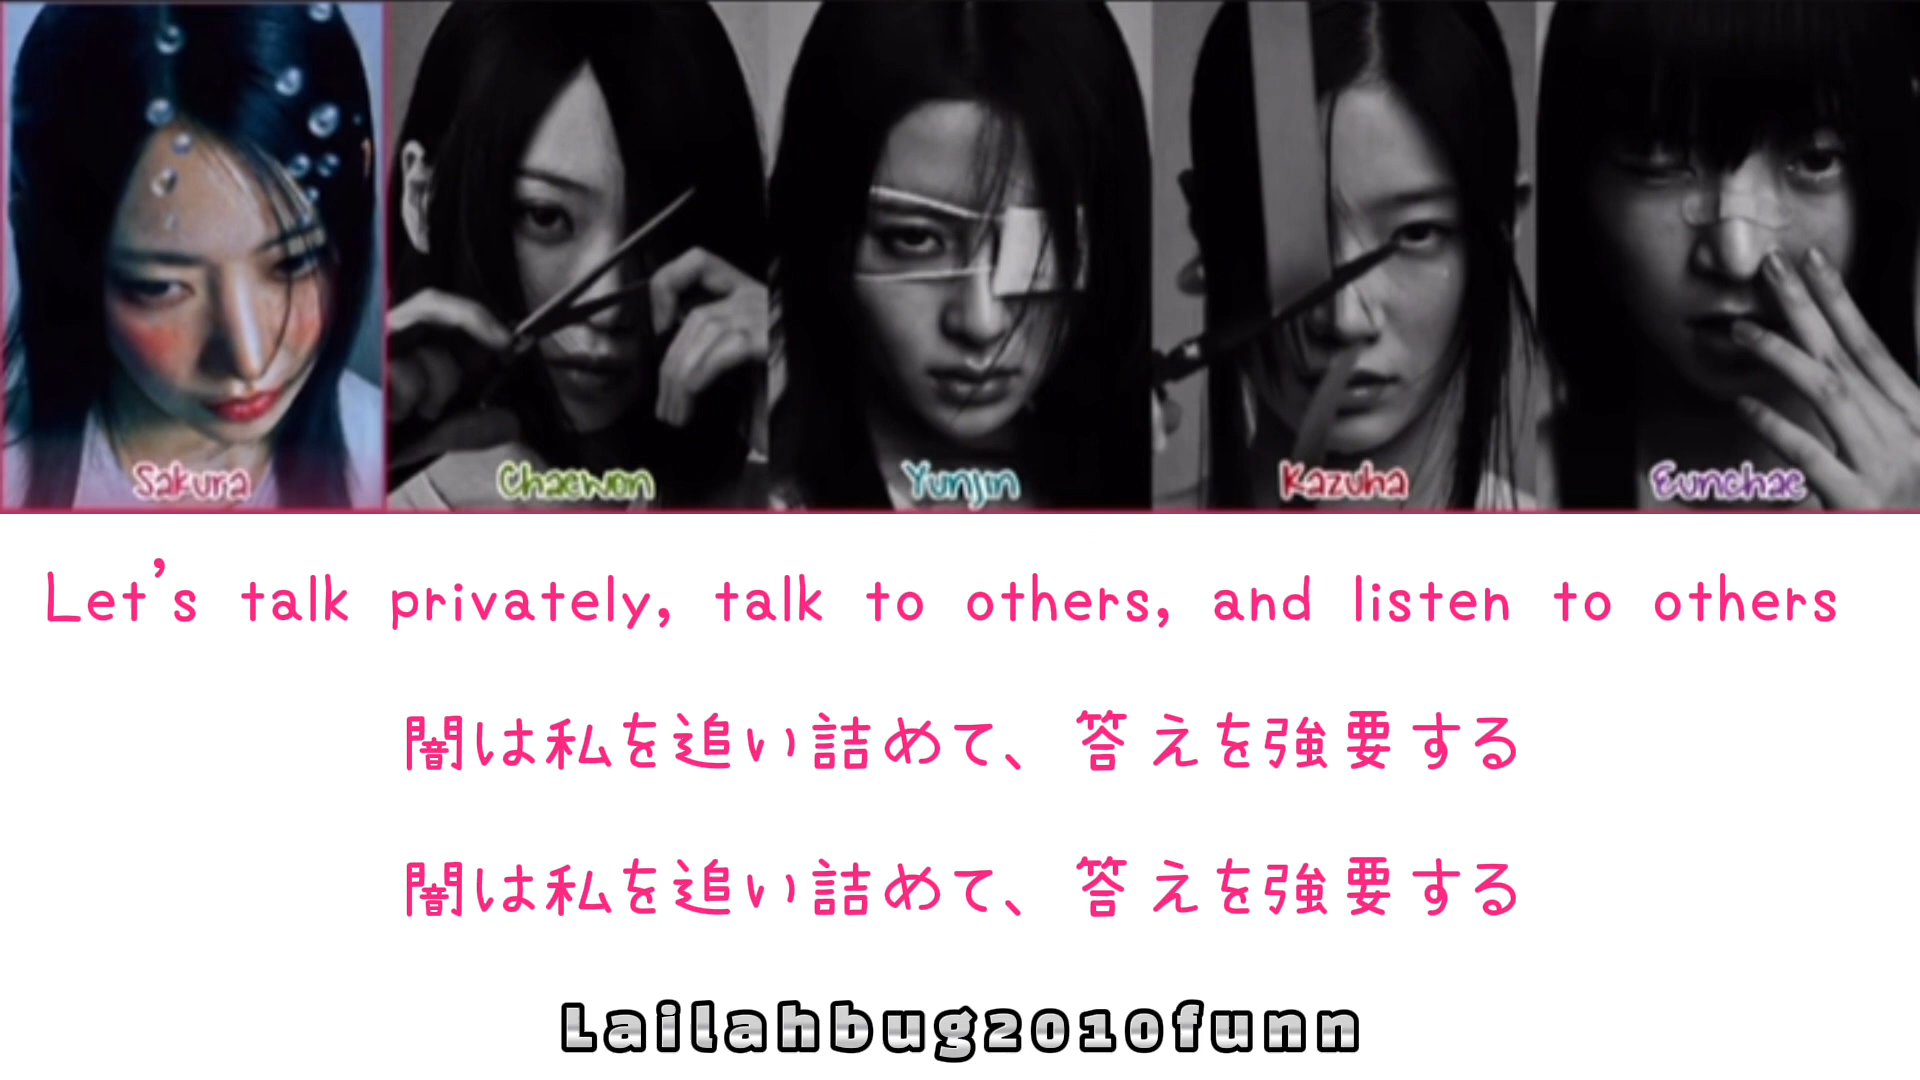 Sakura Chaewon Yunjin Kazuha Eunchae
Let's talk privately, talk to others, and listen to others
闇は私を追い詰めて、答えを強要する
闇は私を追い詰めて、答えを強要する
Lailahbug2010funn